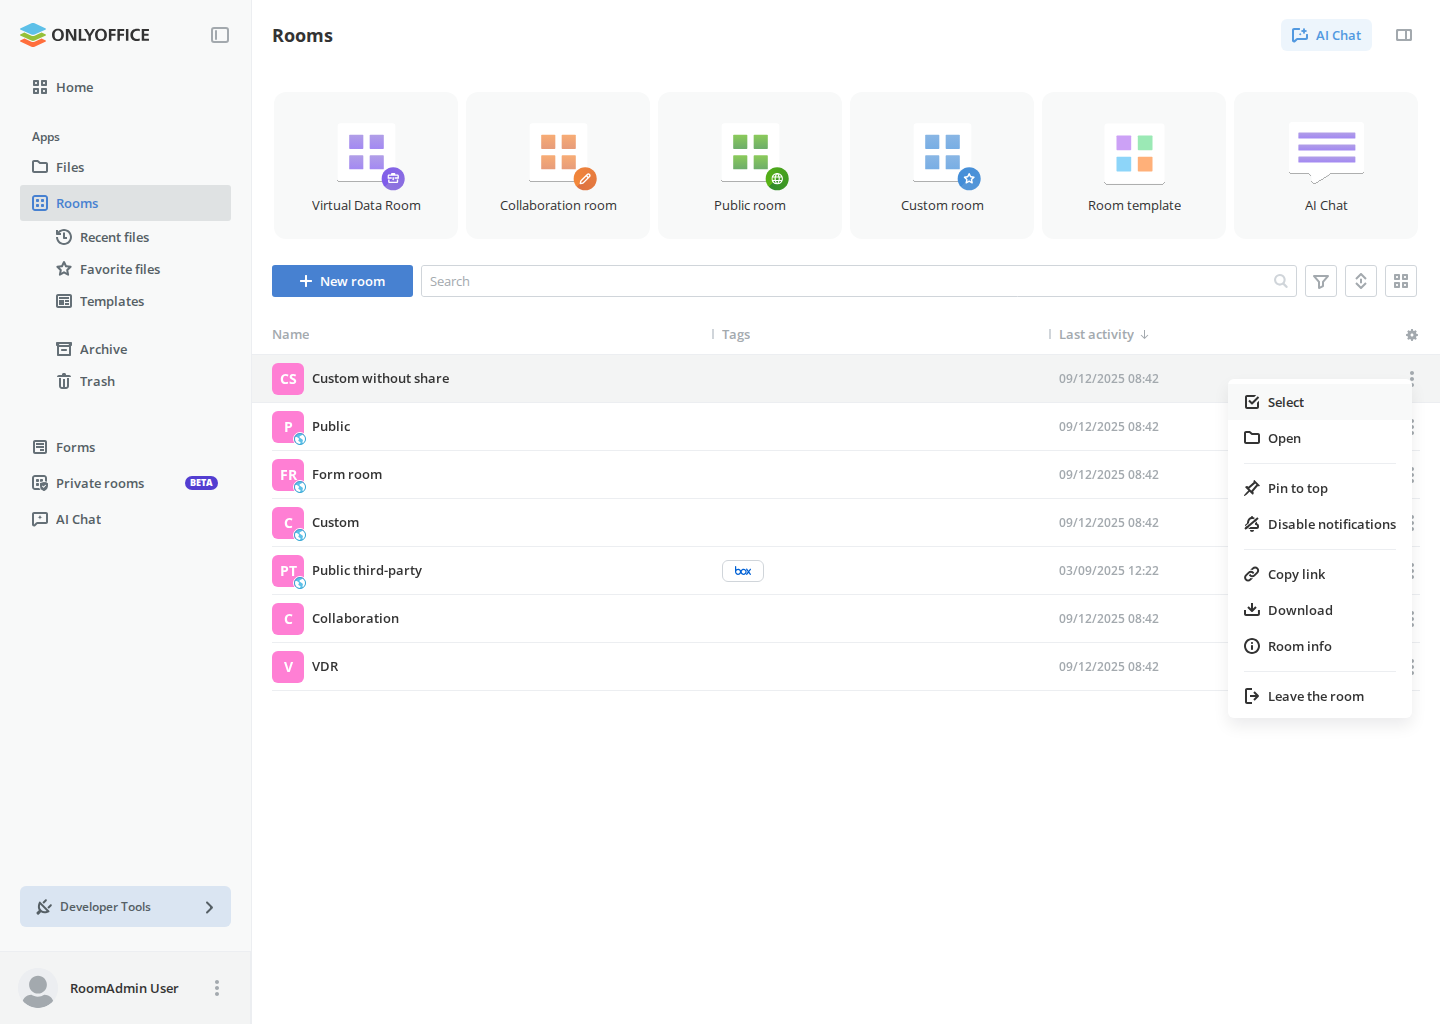 ONLYOFFICE
Home
Apps
Files
Rooms
Recent files
Favorite files
Templates
Archive
Trash
Forms
Private rooms BETA
AI Chat
Developer Tools
RoomAdmin User
Rooms
AI Chat
Virtual Data Room
Collaboration room
Public room
Custom room
Room template
AI Chat
New room
Search
Name Tags Last activity
CS Custom without share 09/12/2025 08:42
P Public 09/12/2025 08:42
FR Form room 09/12/2025 08:42
C Custom 09/12/2025 08:42
PT Public third-party box 03/09/2025 12:22
C Collaboration 09/12/2025 08:42
V VDR 09/12/2025 08:42
Select
Open
Pin to top
Disable notifications
Copy link
Download
Room info
Leave the room